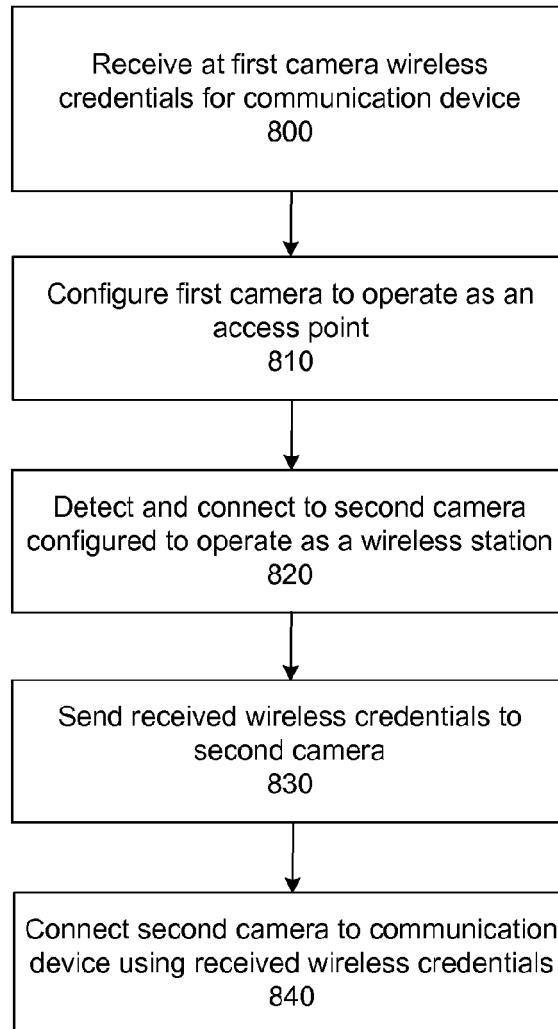 Receive at first camera wireless
credentials for communication device
800
Configure first camera to operate as an
access point
810
Detect and connect to second camera
configured to operate as a wireless station
820
Send received wireless credentials to
second camera
830
Connect second camera to communication
device using received wireless credentials
840